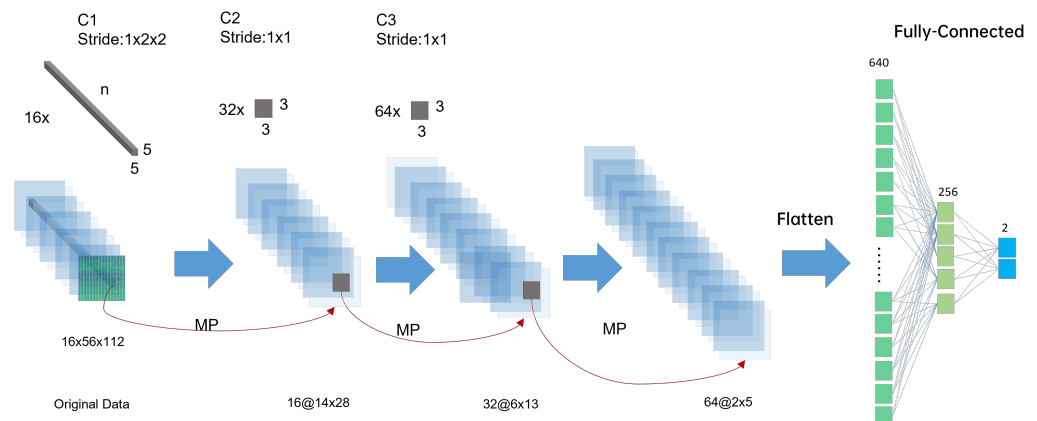 C1
Stride:1x2x2
C2
Stride:1x1
C3
Stride:1x1
Fully-Connected
640
n
16x
5
5
32x
3
3
64x
3
3
256
2
Flatten
MP
MP
MP
16x56x112
Original Data
16@14x28
32@6x13
64@2x5